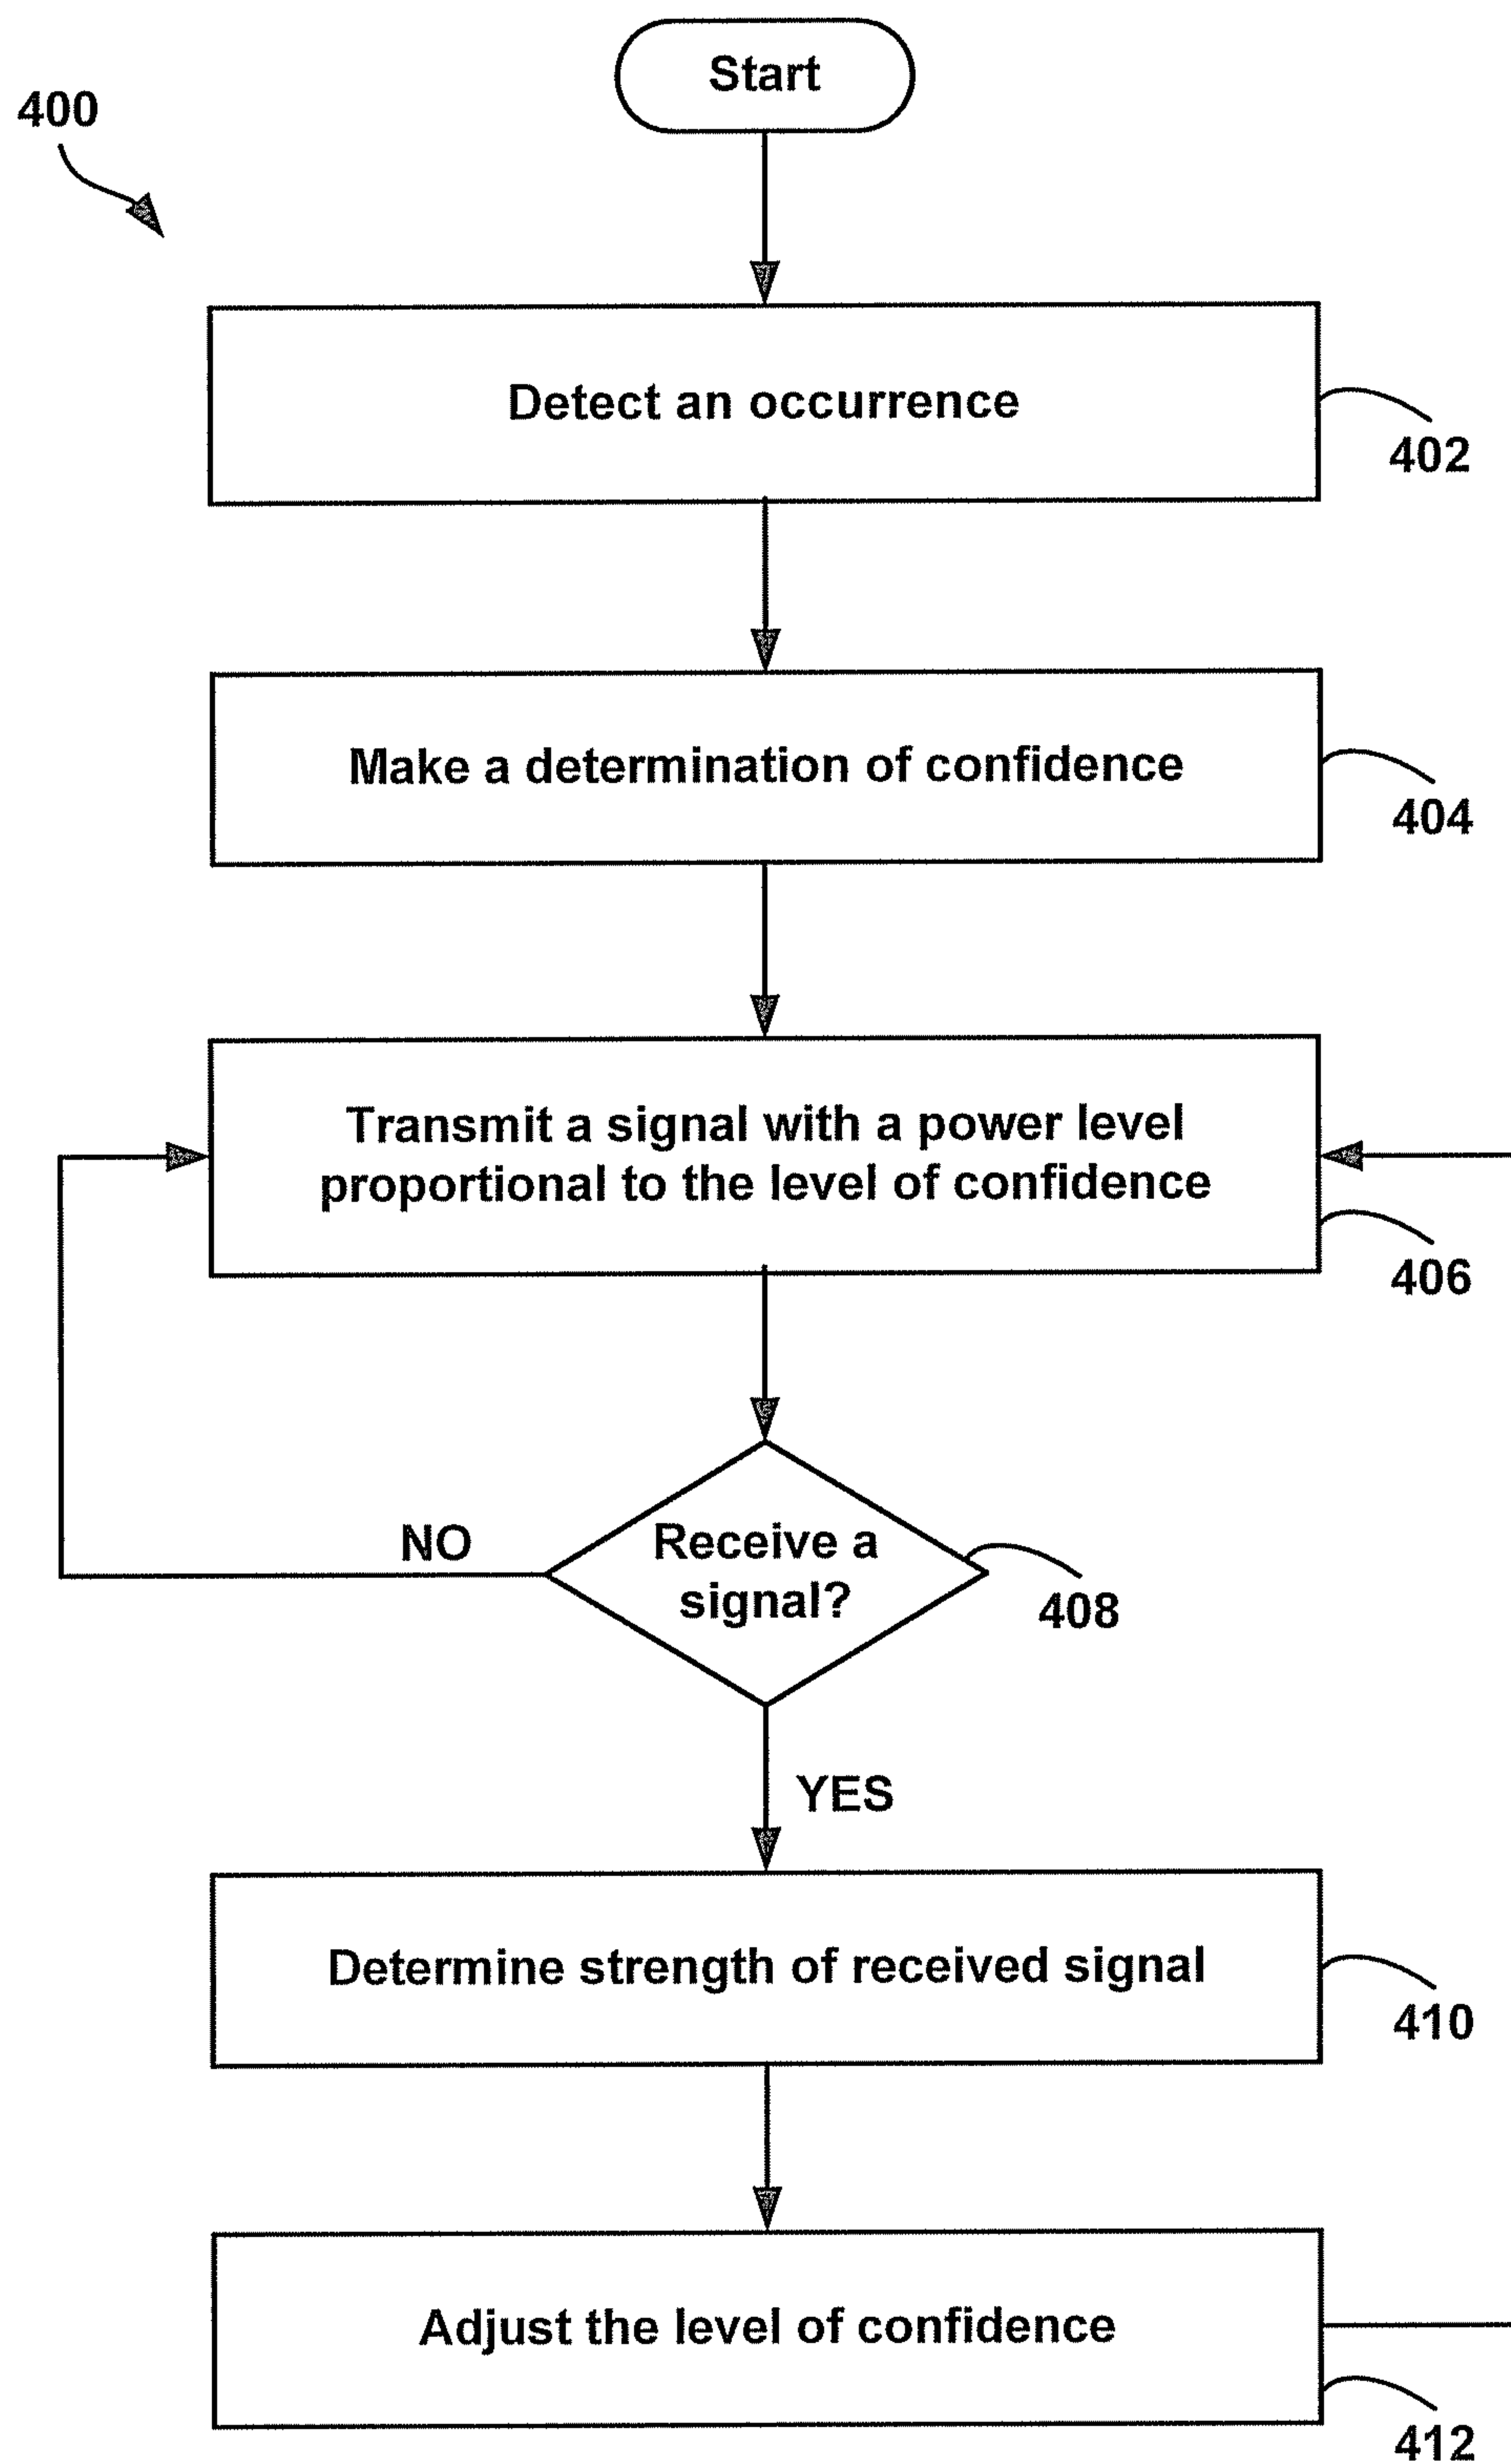 Start
400
Detect an occurrence
402
Make a determination of confidence
404
Transmit a signal with a power level
proportional to the level of confidence
406
NO
Receive a
signal?
408
YES
Determine strength of received signal
410
Adjust the level of confidence
412